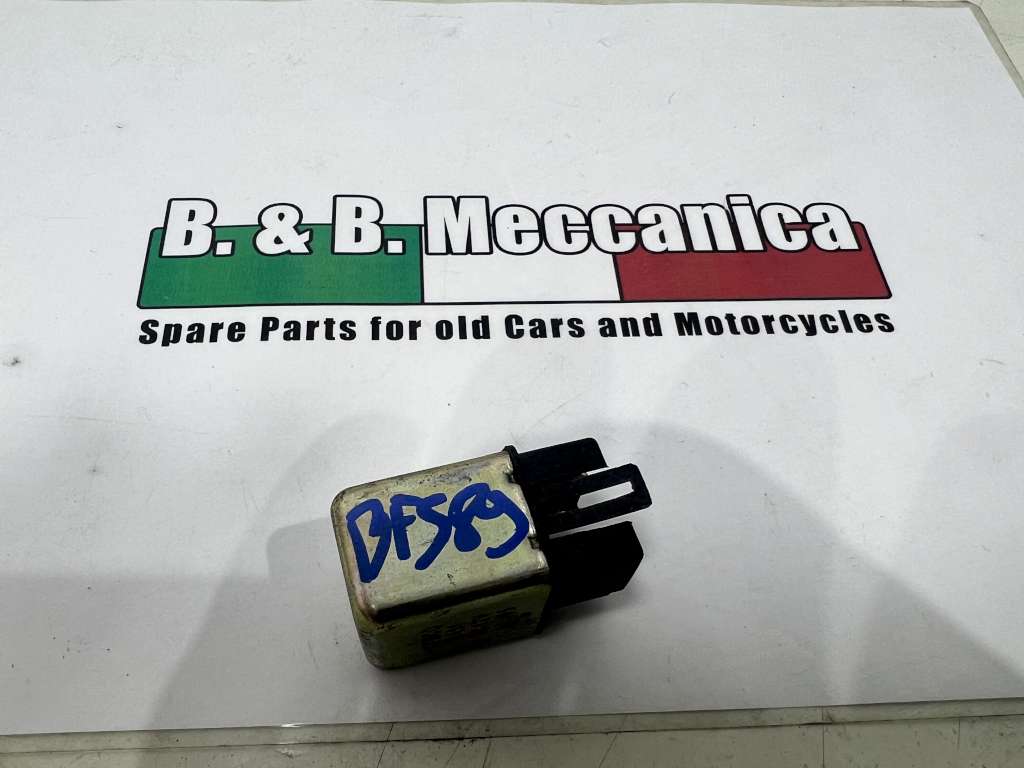 B. & B. Meccanica
Spare Parts for old Cars and Motorcycles
BF589